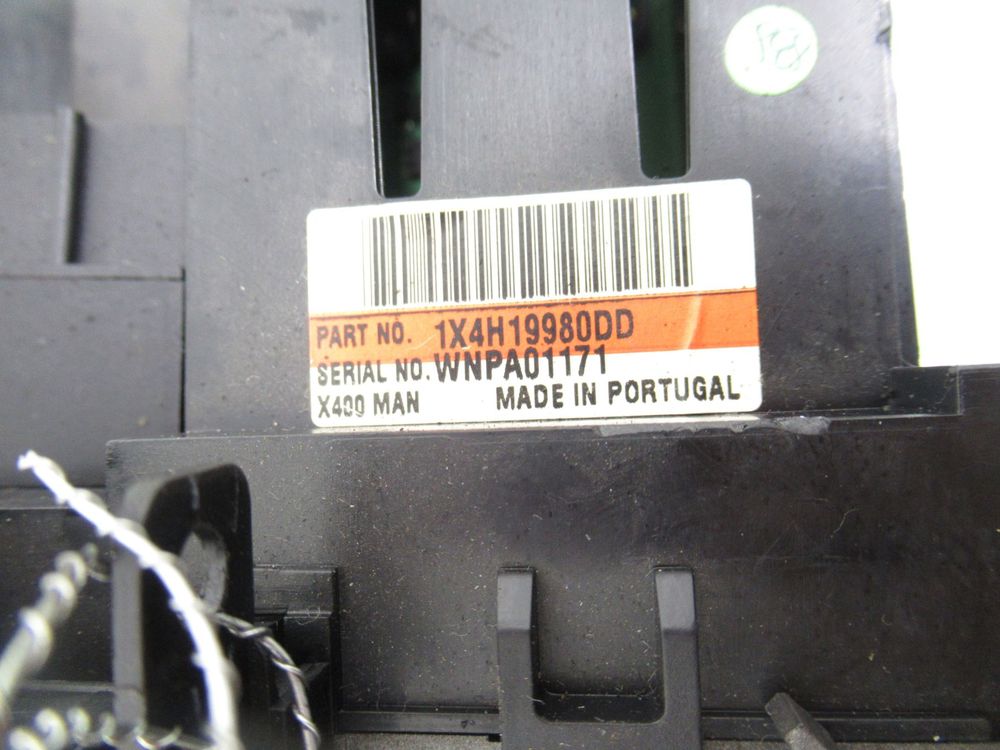 PART NO. 1X4H19980DD
SERIAL NO. WNPA01171
X400 MAN MADE IN PORTUGAL